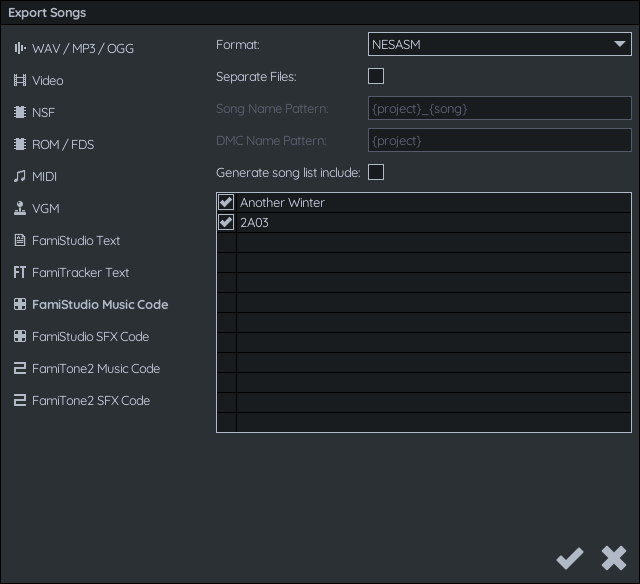 Export Songs
WAV / MP3 / OGG
Video
NSF
ROM / FDS
MIDI
VGM
FamiStudio Text
FT FamiTracker Text
FamiStudio Music Code
FamiStudio SFX Code
FamiTone2 Music Code
FamiTone2 SFX Code
Format: NESASM
Separate Files:
Song Name Pattern: {project}_{song}
DMC Name Pattern: {project}
Generate song list include:
Another Winter
2A03